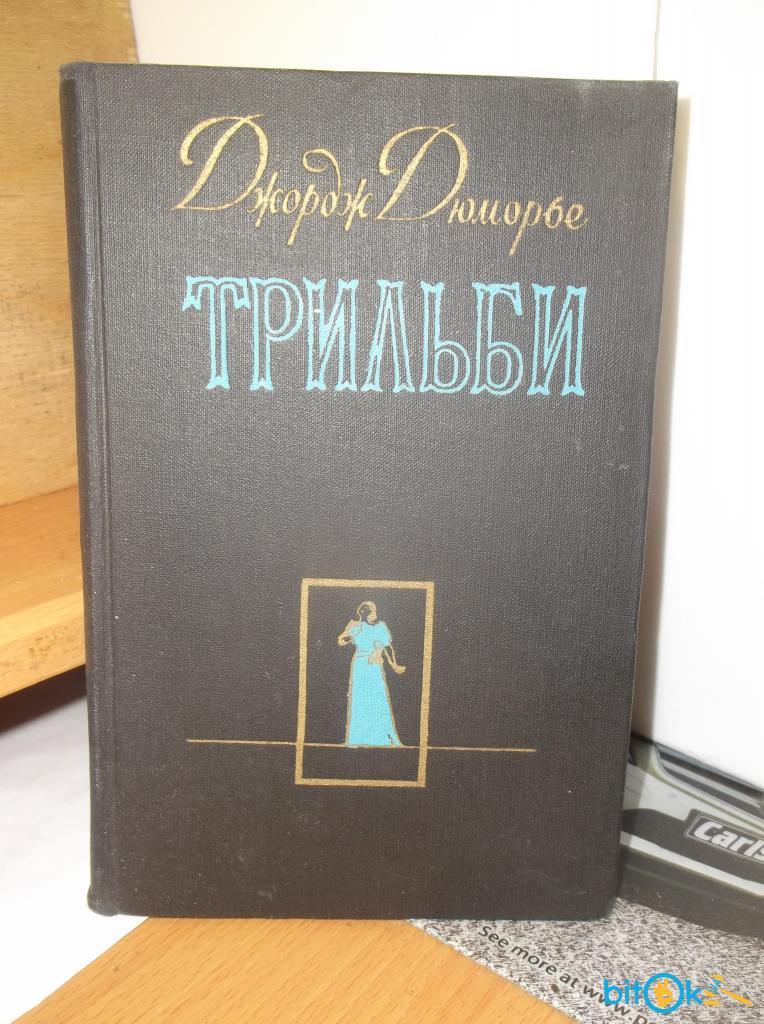 Джордж Дюморье
ТРИЛЬБИ
Carls
see more at www.p
bitOk